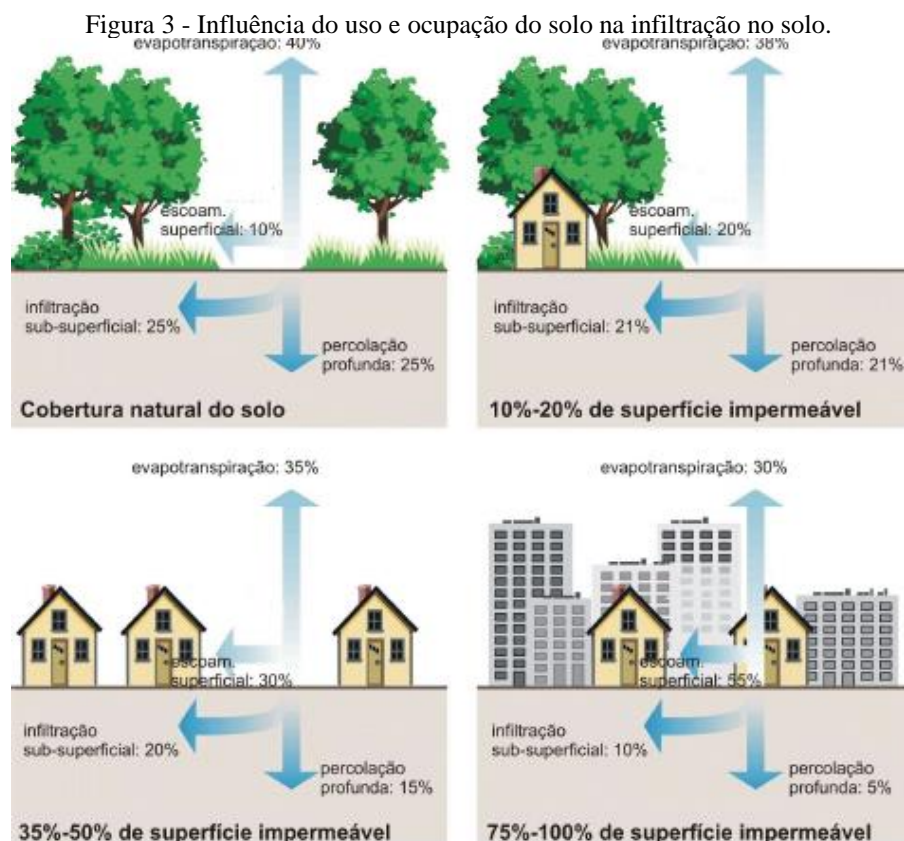 Figura 3 - Influência do uso e ocupação do solo na infiltração no solo.
evapotranspiração: 40%
escoam.
superficial: 10%
infiltração
sub-superficial: 25%
percolação
profunda: 25%
Cobertura natural do solo
evapotranspiração: 38%
escoam.
superficial: 20%
infiltração
sub-superficial: 21%
percolação
profunda: 21%
10%-20% de superfície impermeável
evapotranspiração: 35%
escoam.
superficial: 30%
infiltração
sub-superficial: 20%
percolação
profunda: 15%
35%-50% de superfície impermeável
evapotranspiração: 30%
escoam.
superficial: 55%
infiltração
sub-superficial: 10%
percolação
profunda: 5%
75%-100% de superfície impermeável